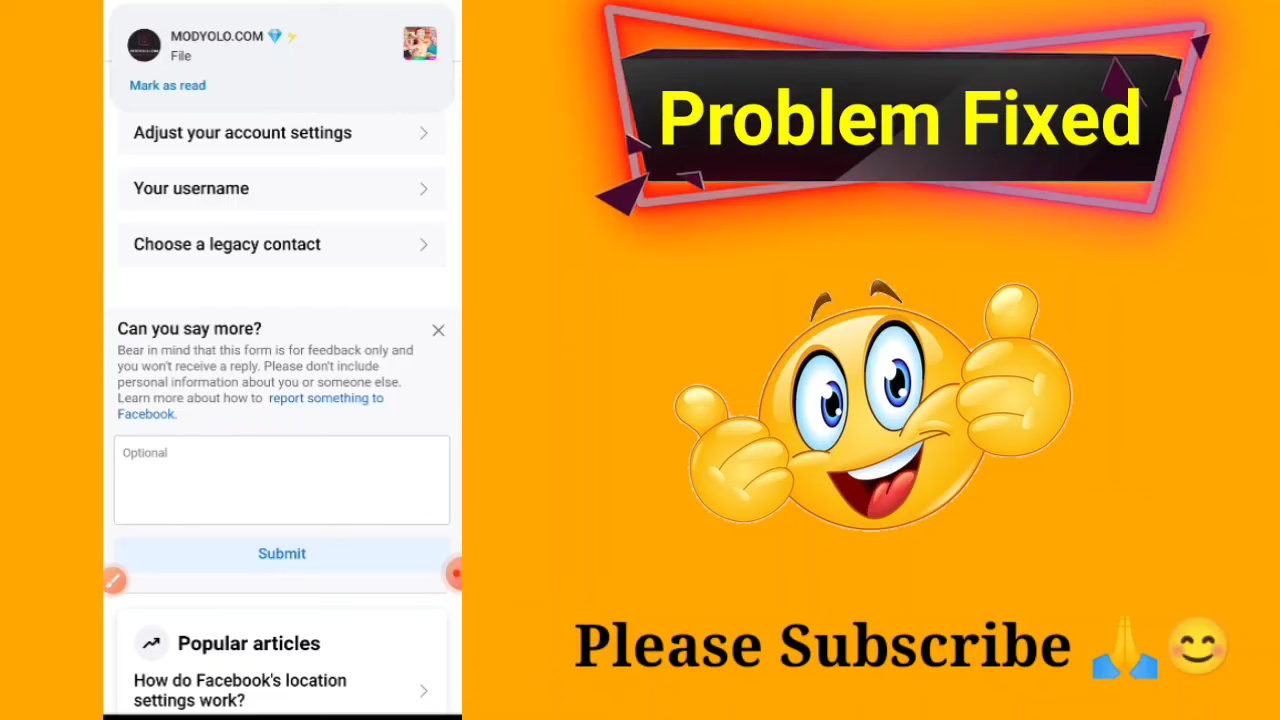 MODYOLO.COM 💎⚡
File
Mark as read
Adjust your account settings
Your username
Choose a legacy contact
Can you say more?
Bear in mind that this form is for feedback only and
you won't receive a reply. Please don't include
personal information about you or someone else.
Learn more about how to report something to
Facebook.
Optional
Submit
Popular articles
How do Facebook's location
settings work?
Problem Fixed
Please Subscribe 🙏😊